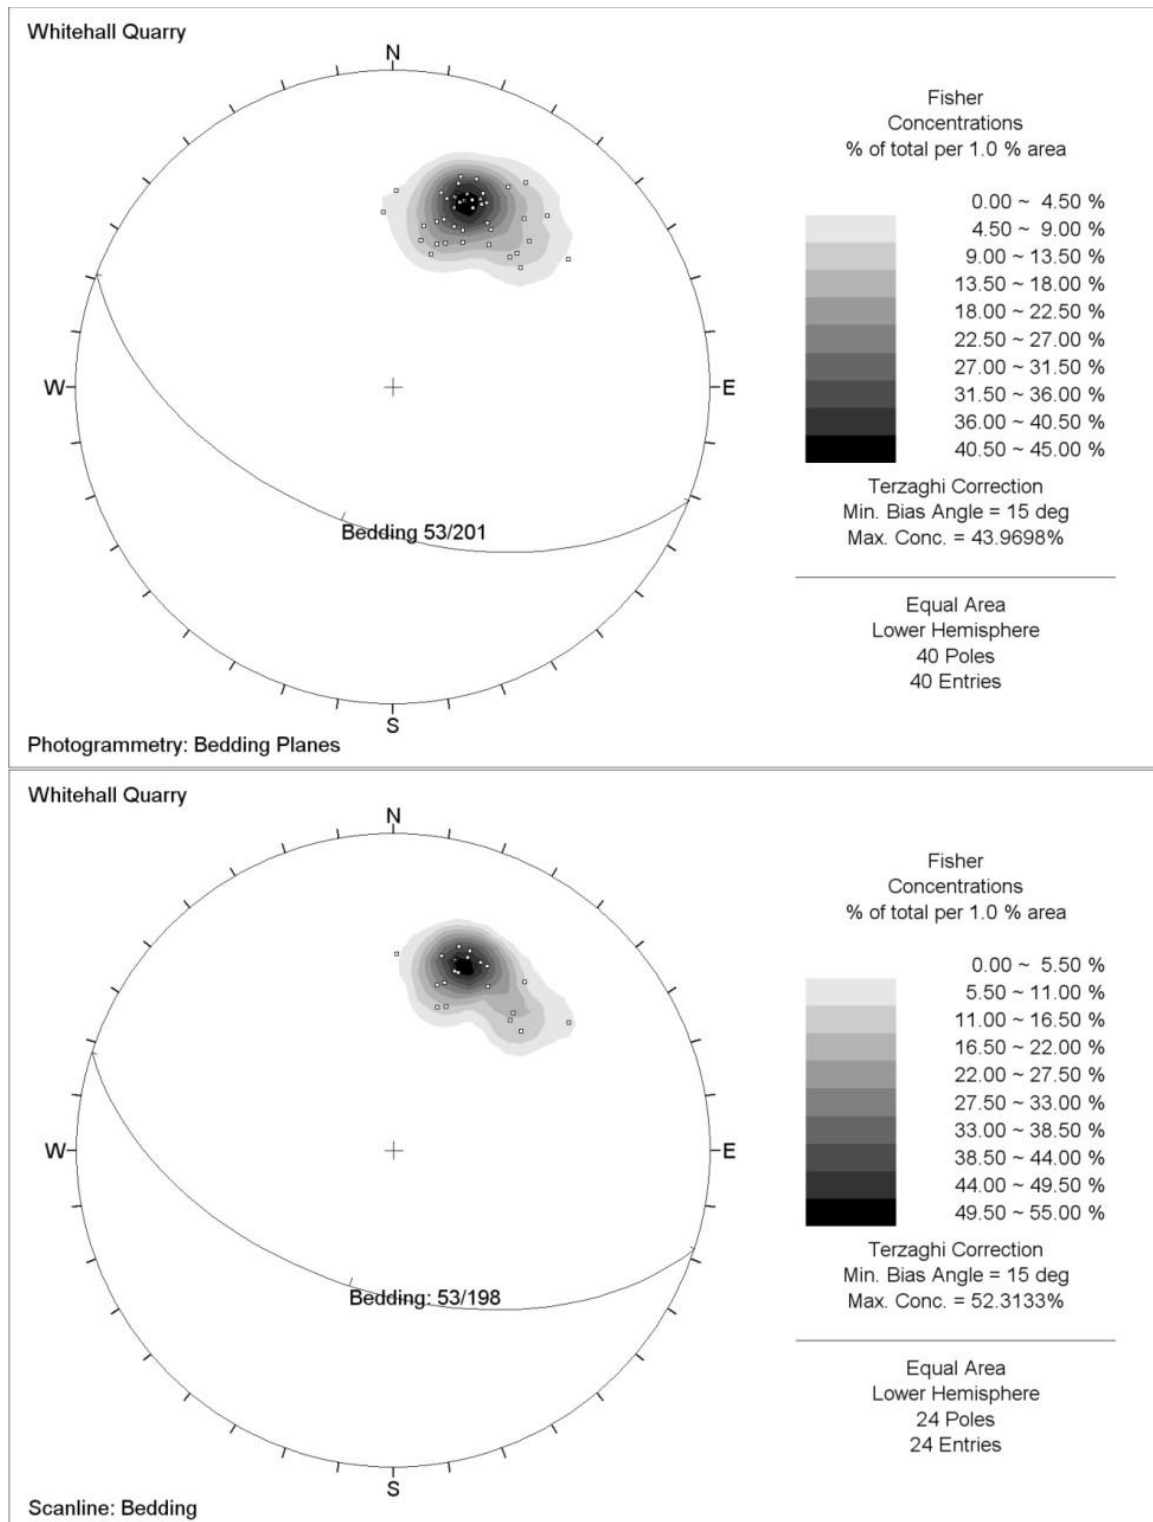 Whitehall Quarry
N
W
E
S
Bedding 53/201
Photogrammetry: Bedding Planes
Fisher
Concentrations
% of total per 1.0 % area
0.00 ~ 4.50 %
4.50 ~ 9.00 %
9.00 ~ 13.50 %
13.50 ~ 18.00 %
18.00 ~ 22.50 %
22.50 ~ 27.00 %
27.00 ~ 31.50 %
31.50 ~ 36.00 %
36.00 ~ 40.50 %
40.50 ~ 45.00 %
Terzaghi Correction
Min. Bias Angle = 15 deg
Max. Conc. = 43.9698%
Equal Area
Lower Hemisphere
40 Poles
40 Entries
Whitehall Quarry
N
W
E
S
Bedding: 53/198
Scanline: Bedding
Fisher
Concentrations
% of total per 1.0 % area
0.00 ~ 5.50 %
5.50 ~ 11.00 %
11.00 ~ 16.50 %
16.50 ~ 22.00 %
22.00 ~ 27.50 %
27.50 ~ 33.00 %
33.00 ~ 38.50 %
38.50 ~ 44.00 %
44.00 ~ 49.50 %
49.50 ~ 55.00 %
Terzaghi Correction
Min. Bias Angle = 15 deg
Max. Conc. = 52.3133%
Equal Area
Lower Hemisphere
24 Poles
24 Entries